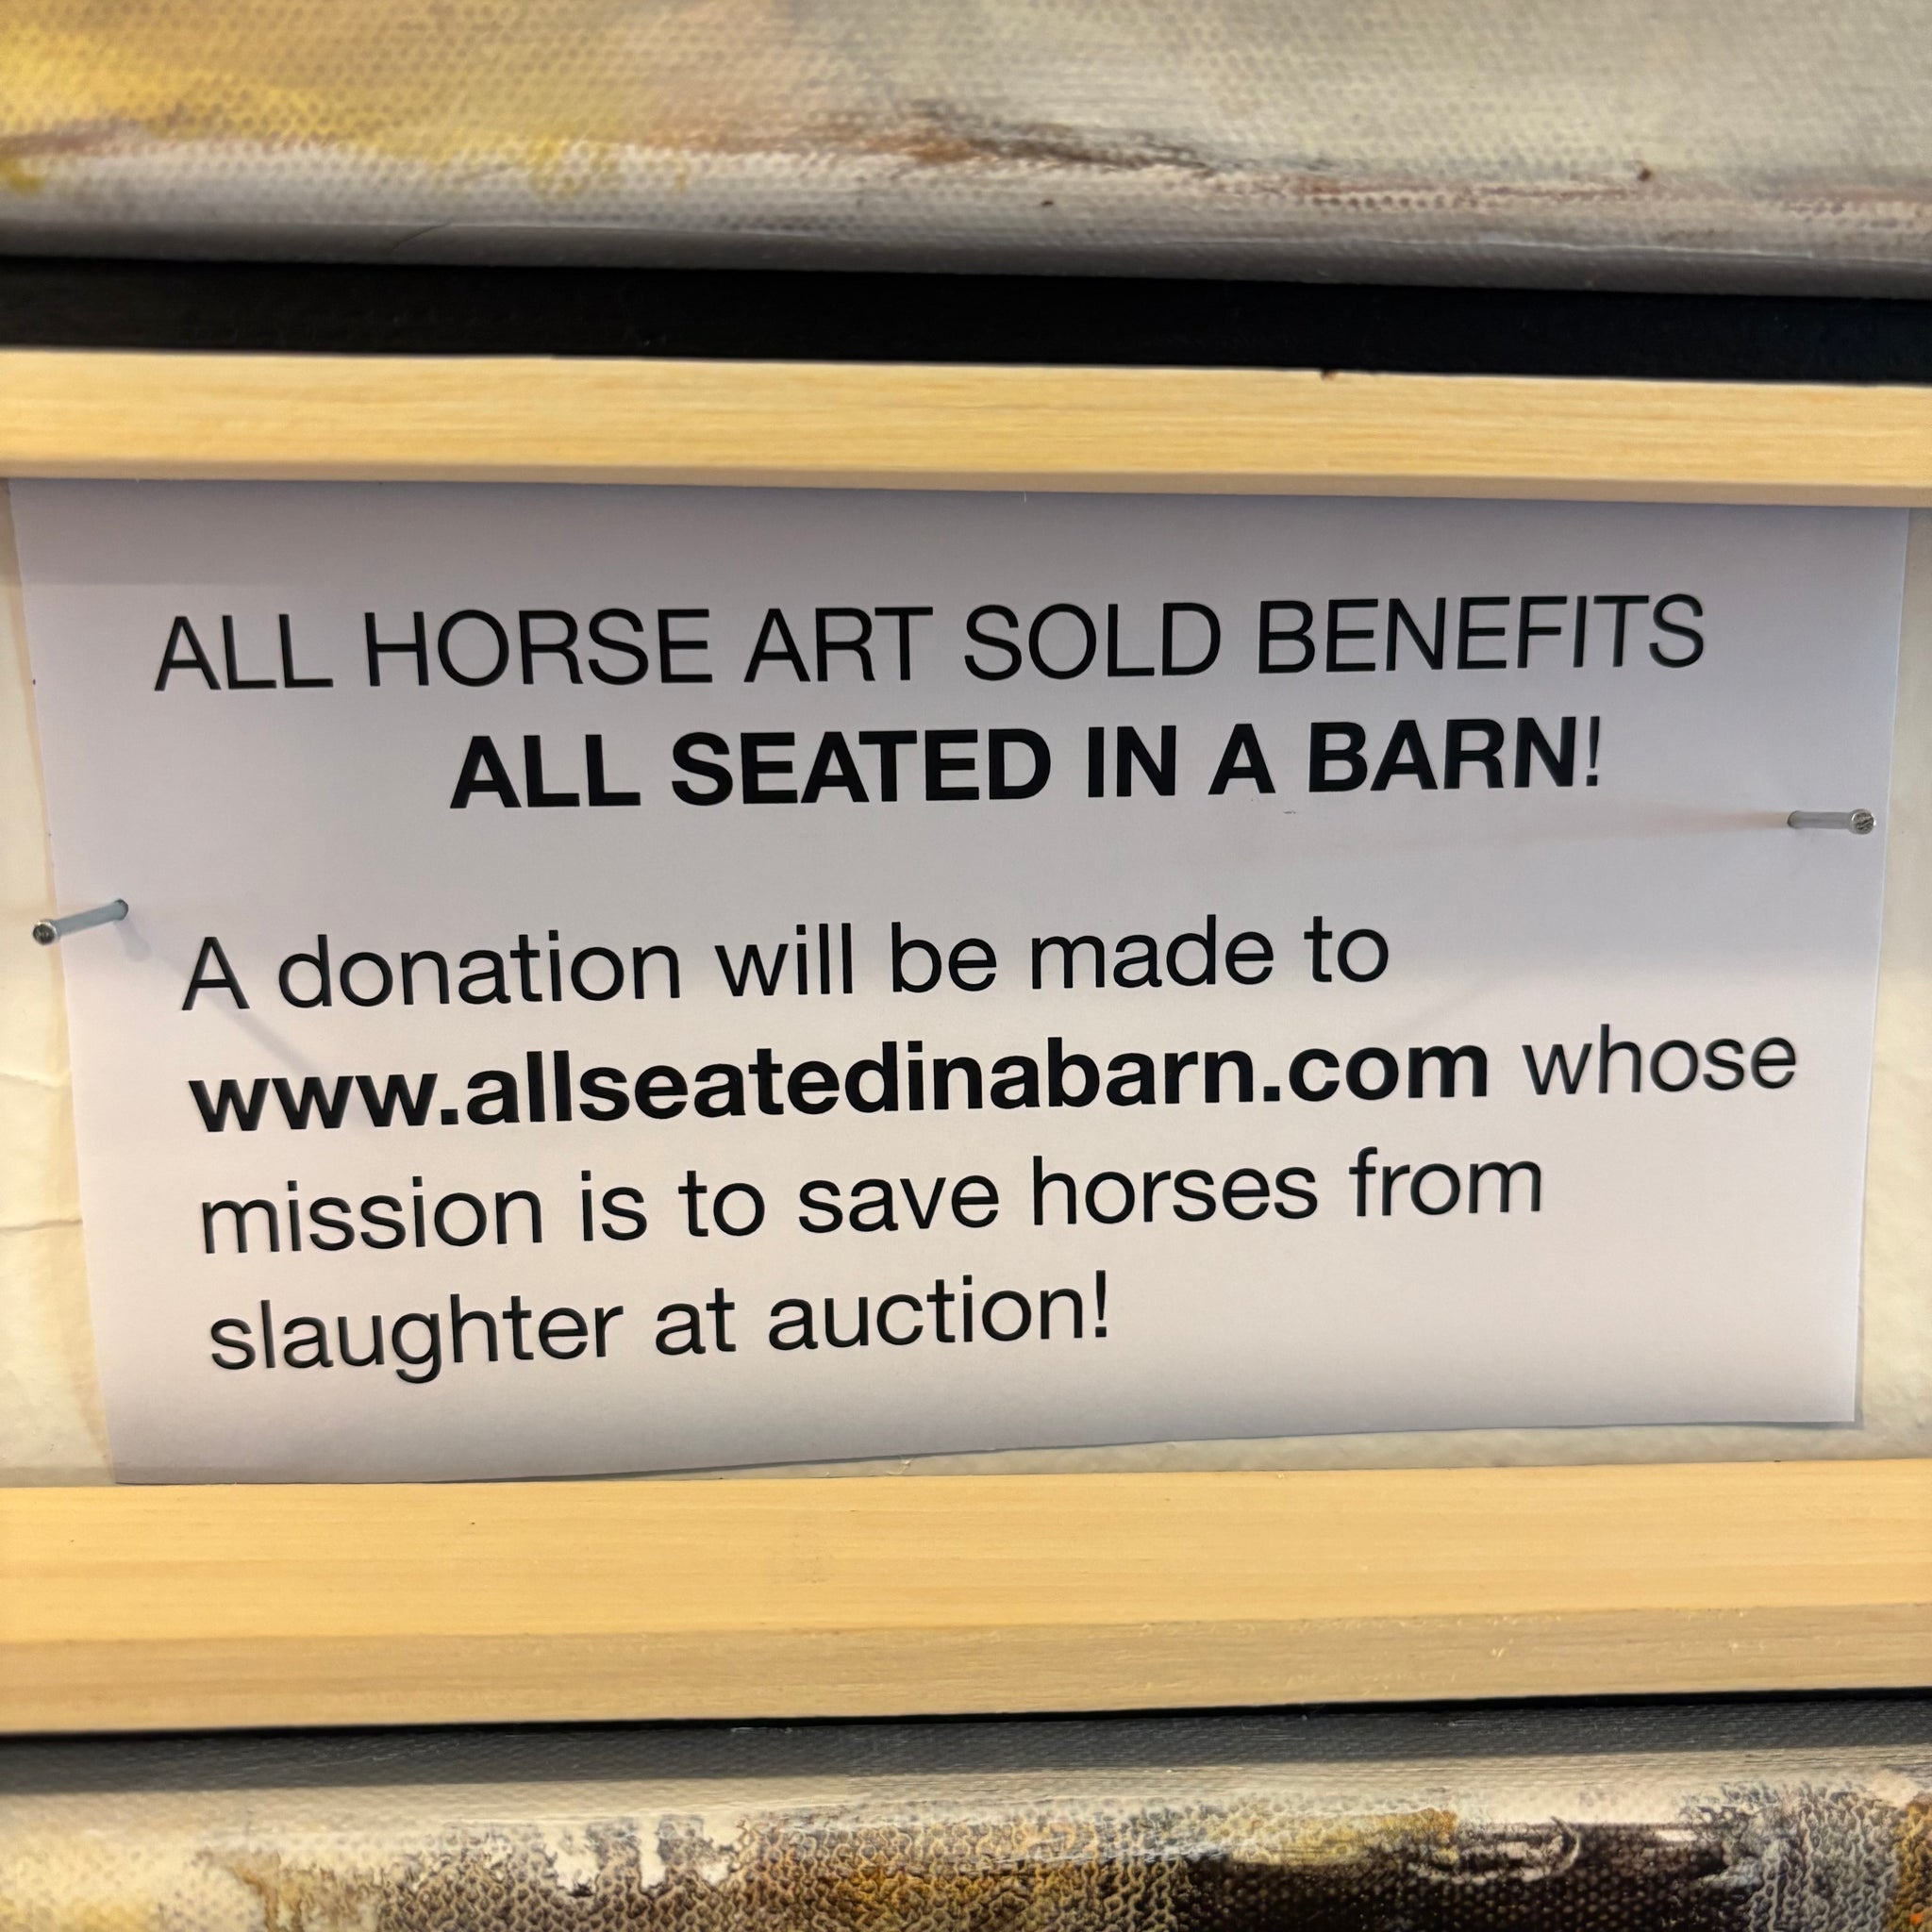 ALL HORSE ART SOLD BENEFITS
ALL SEATED IN A BARN!
A donation will be made to
www.allseatedinabarn.com whose
mission is to save horses from
slaughter at auction!